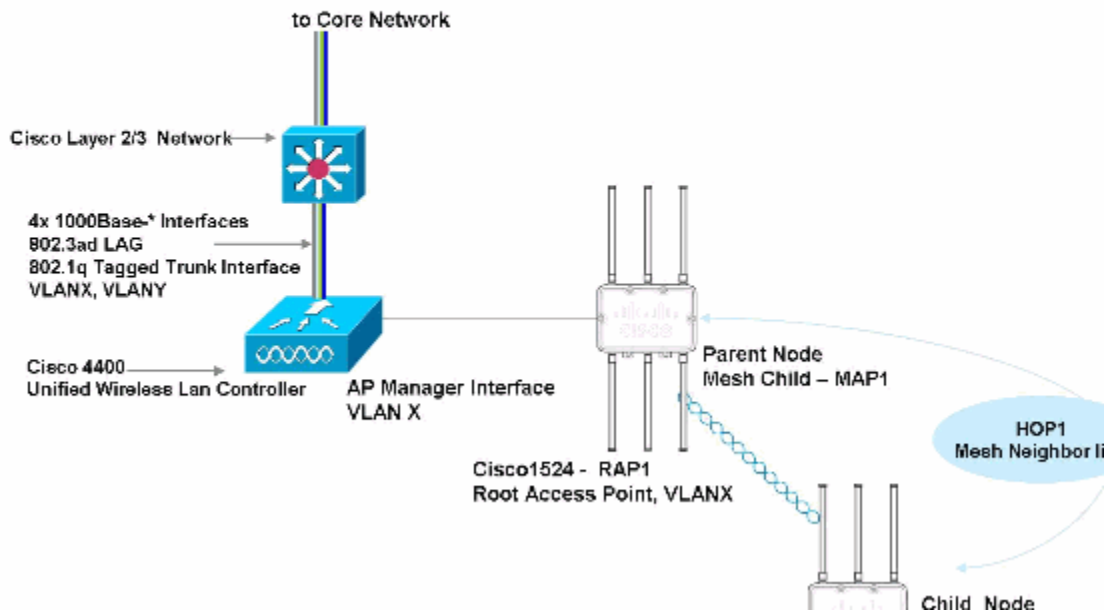 to Core Network
Cisco Layer 2/3 Network
4x 1000Base-* Interfaces
802.3ad LAG
802.1q Tagged Trunk Interface
VLANX, VLANY
Cisco 4400
Unified Wireless Lan Controller
AP Manager Interface
VLAN X
Parent Node
Mesh Child – MAP1
Cisco1524 - RAP1
Root Access Point, VLANX
HOP1
Mesh Neighbor
Child Node